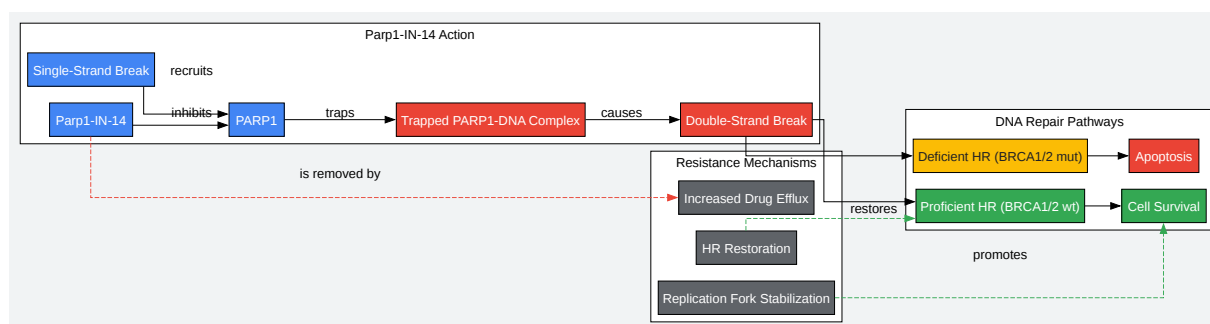 Parp1-IN-14 Action
Single-Strand Break
recruits
Parp1-IN-14
inhibits
PARP1
traps
Trapped PARP1-DNA Complex
causes
Double-Strand Break
DNA Repair Pathways
Deficient HR (BRCA1/2 mut)
Apoptosis
Resistance Mechanisms
is removed by
Increased Drug Efflux
restores
Proficient HR (BRCA1/2 wt)
Cell Survival
HR Restoration
promotes
Replication Fork Stabilization